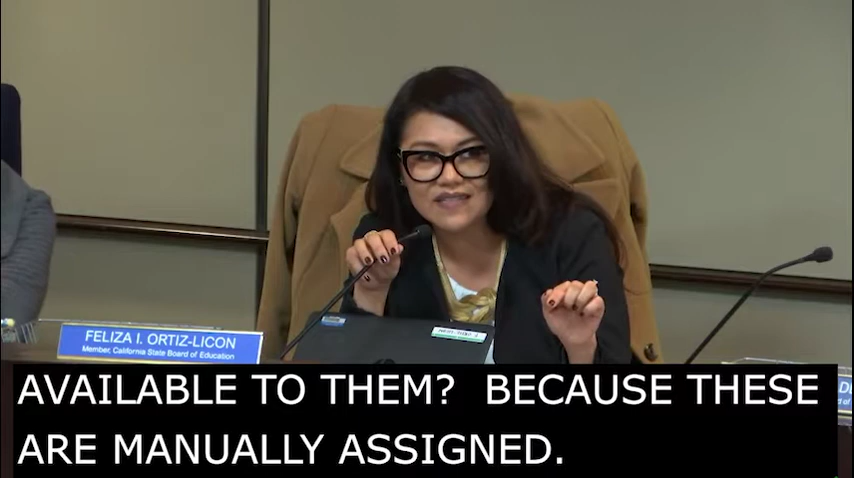 FELIZA I. ORTIZ-LICON
Member, California State Board of Education
AVAILABLE TO THEM?  BECAUSE THESE
ARE MANUALLY ASSIGNED.